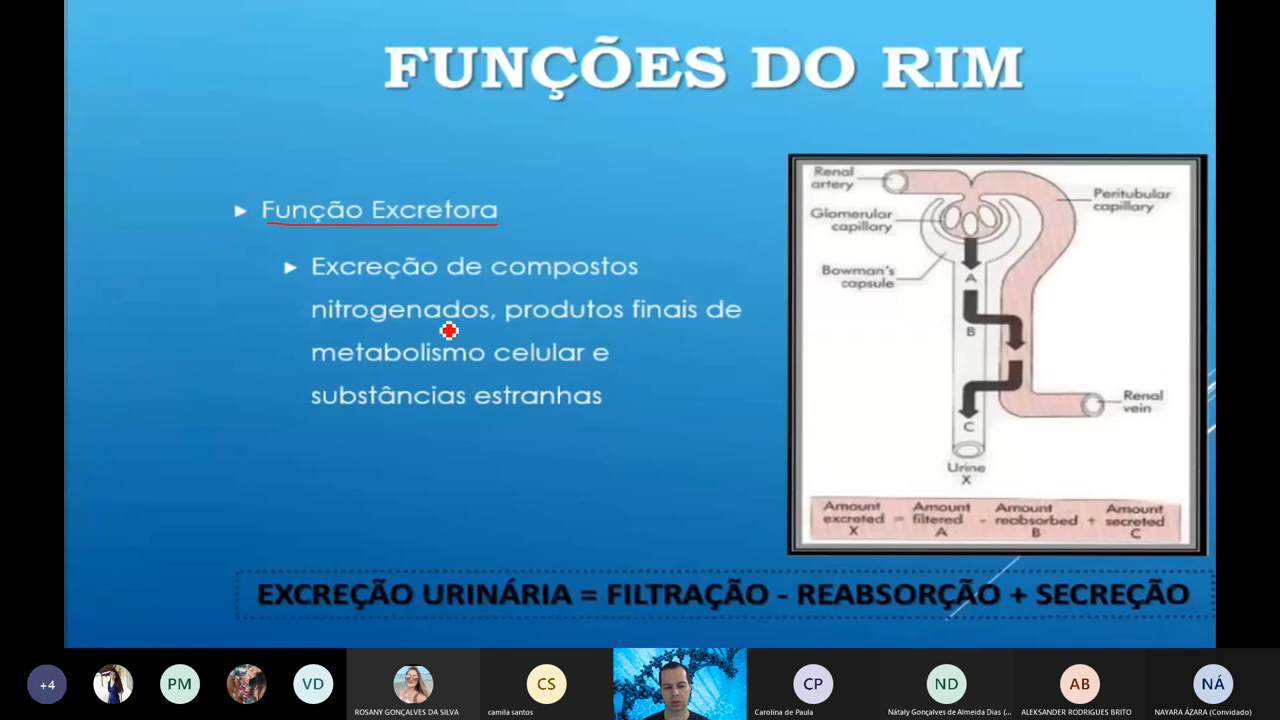 FUNÇÕES DO RIM
Função Excretora
Excreção de compostos
nitrogenados, produtos finais de
metabolismo celular e
substâncias estranhas
Renal
artery
Glomerular
capillary
Bowman's
capsule
Peritubular
capillary
A
B
C
Renal
vein
Urine
X
Amount Amount Amount Amount
excreted = filtered - reabsorbed + secreted
X A B C
EXCREÇÃO URINÁRIA = FILTRAÇÃO - REABSORÇÃO + SECREÇÃO
+4 PM VD CS CP ND AB NÁ
ROSANY GONÇALVES DA SILVA camila santos Carolina de Paula Nátaly Gonçalves de Almeida Dias (... ALEKSANDER RODRIGUES BRITO NAYARA ÁZARA (Convidado)